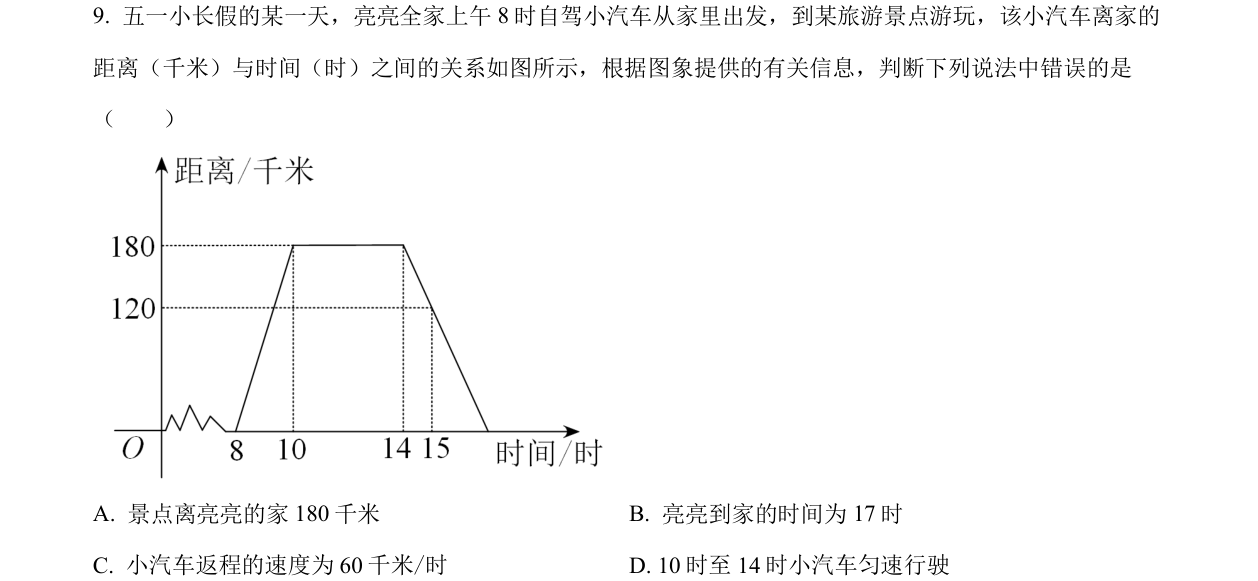 9. 五一小长假的某一天，亮亮全家上午 8 时自驾小汽车从家里出发，到某旅游景点游玩，该小汽车离家的
距离（千米）与时间（时）之间的关系如图所示，根据图象提供的有关信息，判断下列说法中错误的是
（　　）
距离/千米
180
120
O 8 10 14 15 时间/时
A. 景点离亮亮的家 180 千米 B. 亮亮到家的时间为 17 时
C. 小汽车返程的速度为 60 千米/时 D. 10 时至 14 时小汽车匀速行驶